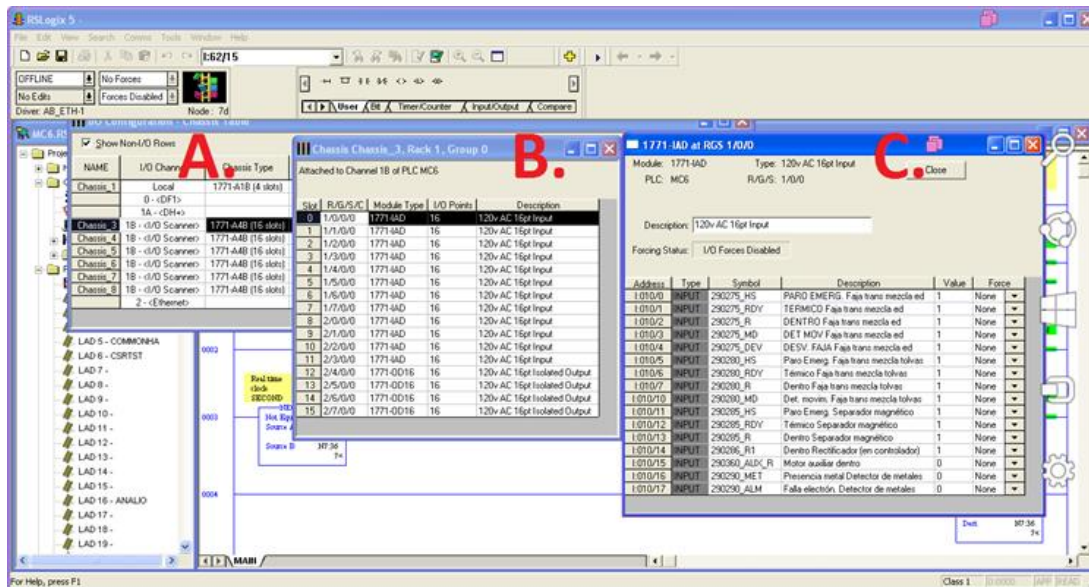 RSLogix 5 -
File Edit View Search Comms Tools Window Help
I:62/15
OFFLINE No Forces
No Edits Forces Disabled
Driver: AB_ETH-1 Node : 7d
User Bit Timer/Counter Input/Output Compare
I/O Configuration - Chassis Table
MC6.RS
A.
Show Non-I/O Rows
NAME I/O Channel Chassis Type
Chassis_1 Local 1771-A1B (4 slots)
0 - <DF1>
1A - <DH+>
Chassis_3 1B - <I/O Scanner> 1771-A4B (16 slots)
Chassis_4 1B - <I/O Scanner> 1771-A4B (16 slots)
Chassis_5 1B - <I/O Scanner> 1771-A4B (16 slots)
Chassis_6 1B - <I/O Scanner> 1771-A4B (16 slots)
Chassis_7 1B - <I/O Scanner> 1771-A4B (16 slots)
Chassis_8 1B - <I/O Scanner> 1771-A4B (16 slots)
2 - <Ethernet>
LAD 5 - COMMONHA
LAD 6 - CSRTST
LAD 7 -
LAD 8 -
LAD 9 -
LAD 10 -
LAD 11 -
LAD 12 -
LAD 13 -
LAD 14 -
LAD 15 -
LAD 16 - ANALIO
LAD 17 -
LAD 18 -
LAD 19 -
0002
Real time
clock
SECOND
0003
Not Equ
Source A
Source B N7:36
?<
0004
MAIN
Chassis Chassis_3, Rack 1, Group 0
B.
Attached to Channel 1B of PLC MC6
Slot R/G/S/C Module Type I/O Points Description
0 1/0/0/0 1771-IAD 16 120v AC 16pt Input
1 1/1/0/0 1771-IAD 16 120v AC 16pt Input
2 1/2/0/0 1771-IAD 16 120v AC 16pt Input
3 1/3/0/0 1771-IAD 16 120v AC 16pt Input
4 1/4/0/0 1771-IAD 16 120v AC 16pt Input
5 1/5/0/0 1771-IAD 16 120v AC 16pt Input
6 1/6/0/0 1771-IAD 16 120v AC 16pt Input
7 1/7/0/0 1771-IAD 16 120v AC 16pt Input
8 2/0/0/0 1771-IAD 16 120v AC 16pt Input
9 2/1/0/0 1771-IAD 16 120v AC 16pt Input
10 2/2/0/0 1771-IAD 16 120v AC 16pt Input
11 2/3/0/0 1771-IAD 16 120v AC 16pt Input
12 2/4/0/0 1771-OD16 16 120v AC 16pt Isolated Output
13 2/5/0/0 1771-OD16 16 120v AC 16pt Isolated Output
14 2/6/0/0 1771-OD16 16 120v AC 16pt Isolated Output
15 2/7/0/0 1771-OD16 16 120v AC 16pt Isolated Output
1771-IAD at RGS 1/0/0
C.
Module: 1771-IAD Type: 120v AC 16pt Input Close
PLC: MC6 R/G/S: 1/0/0
Description: 120v AC 16pt Input
Forcing Status: I/O Forces Disabled
Address Type Symbol Description Value Force
I:010/0 INPUT 290275_HS PARO EMERG. Faja trans mezcla ed 1 None
I:010/1 INPUT 290275_RDY TERMICO Faja trans mezcla ed 1 None
I:010/2 INPUT 290275_R DENTRO Faja trans mezcla ed 1 None
I:010/3 INPUT 290275_MD DET MOV Faja trans mezcla ed 1 None
I:010/4 INPUT 290275_DEV DESV. FAJA Faja trans mezcla ed 1 None
I:010/5 INPUT 290280_HS Paro Emerg. Faja trans mezcla tolvas 1 None
I:010/6 INPUT 290280_RDY Térmico Faja trans mezcla tolvas 1 None
I:010/7 INPUT 290280_R Dentro Faja trans mezcla tolvas 1 None
I:010/10 INPUT 290280_MD Det. movim. Faja trans mezcla tolvas 1 None
I:010/11 INPUT 290285_HS Paro Emerg. Separador magnético 1 None
I:010/12 INPUT 290285_RDY Térmico Separador magnético 1 None
I:010/13 INPUT 290285_R Dentro Separador magnético 1 None
I:010/14 INPUT 290286_R1 Dentro Rectificador (en controlador) 1 None
I:010/15 INPUT 290360_AUX_R Motor auxiliar dentro 0 None
I:010/16 INPUT 290290_MET Presencia metal Detector de metales 0 None
I:010/17 INPUT 290290_ALM Falla electrón. Detector de metales 0 None
Dest N7:36
?<
For Help, press F1
Class 1 0:0000 APP READ